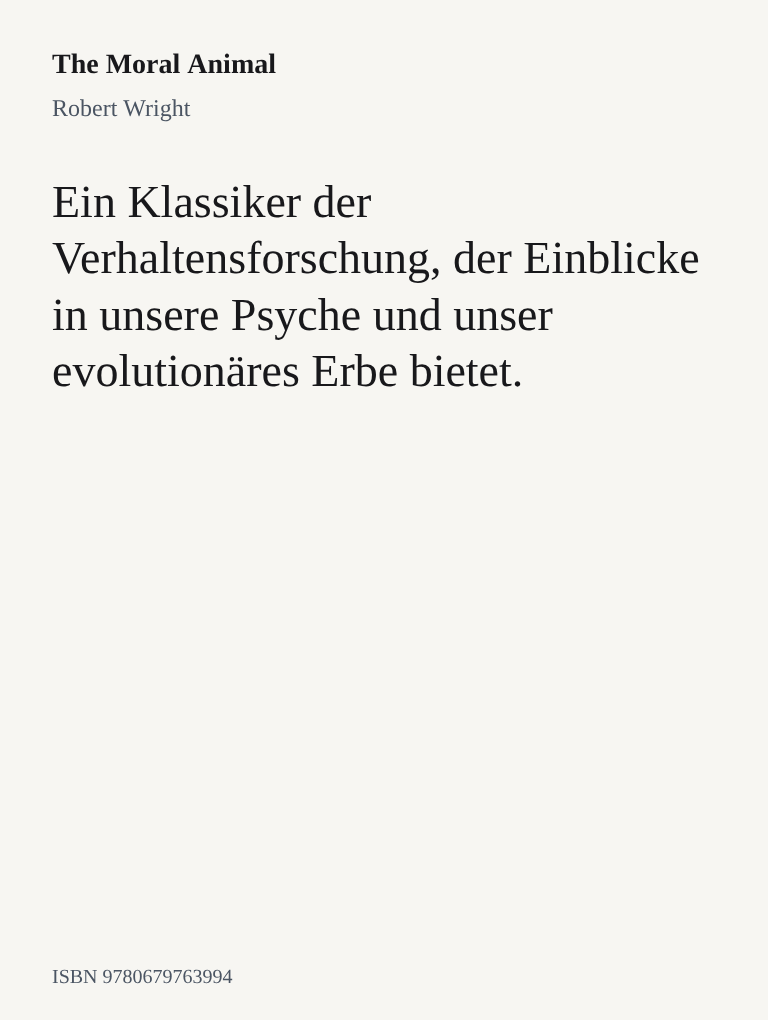 The Moral Animal
Robert Wright
Ein Klassiker der
Verhaltensforschung, der Einblicke
in unsere Psyche und unser
evolutionäres Erbe bietet.
ISBN 9780679763994